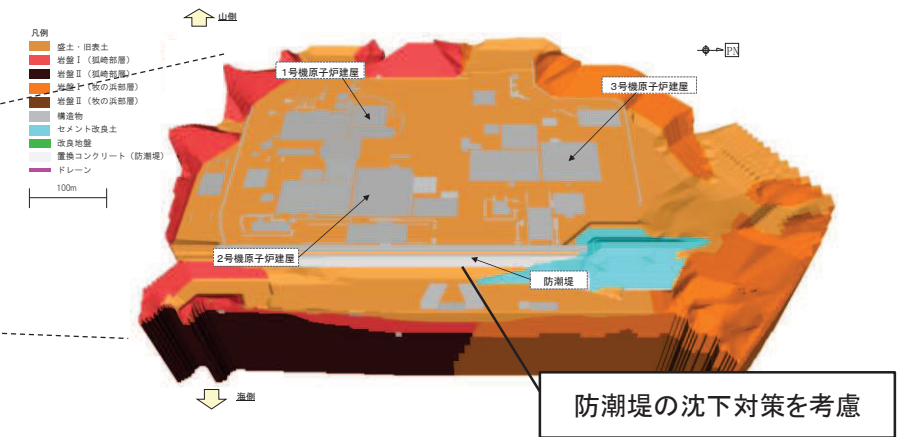 山側
凡例
盛土・旧表土
岩盤Ⅰ（狐崎部層）
岩盤Ⅱ（狐崎部層）
岩盤Ⅰ（牧の浜部層）
岩盤Ⅱ（牧の浜部層）
構造物
セメント改良土
改良地盤
置換コンクリート（防潮堤）
ドレーン
100m
PN
1号機原子炉建屋
3号機原子炉建屋
2号機原子炉建屋
防潮堤
海側
防潮堤の沈下対策を考慮